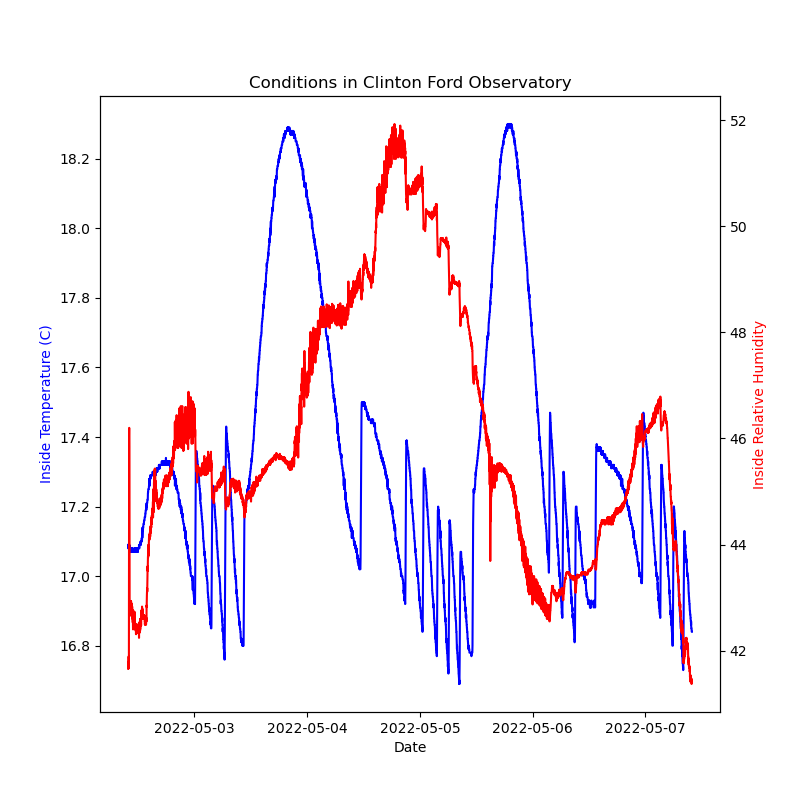 Conditions in Clinton Ford Observatory
Inside Temperature (C)
18.2
18.0
17.8
17.6
17.4
17.2
17.0
16.8
52
50
48
46
44
42
Inside Relative Humidity
2022-05-03 2022-05-04 2022-05-05 2022-05-06 2022-05-07
Date